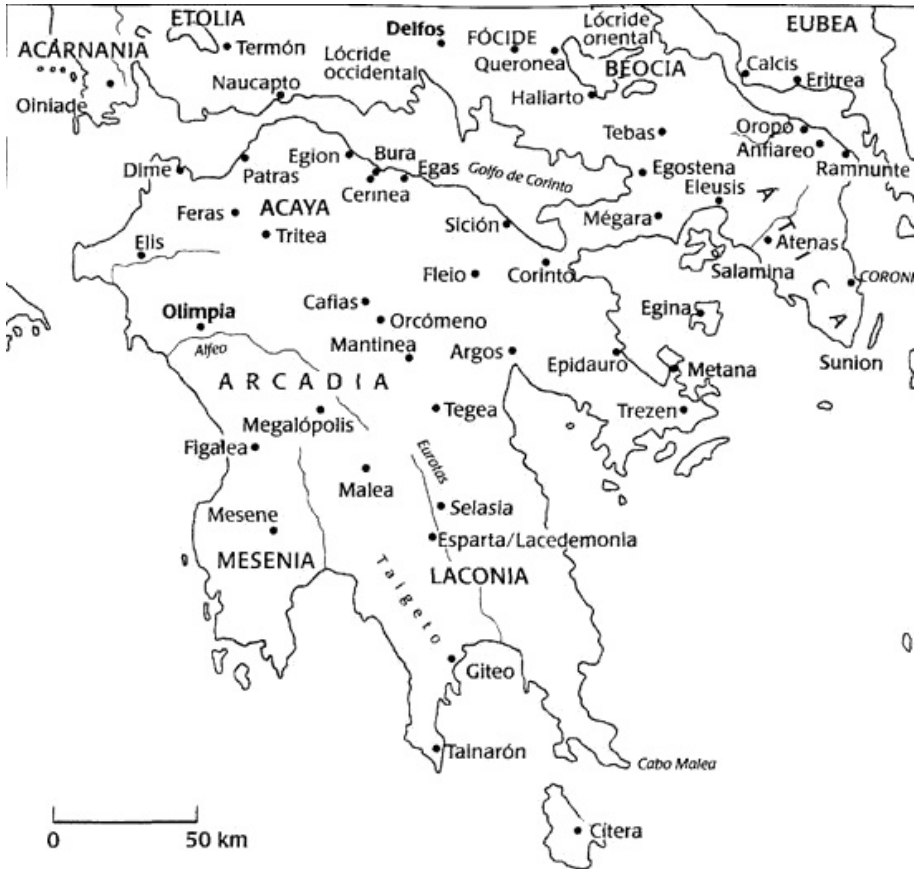 ETOLIA
Termón
ACARNANIA
Oiniade
Naucapto
Lócride
occidental
Delfos
FÓCIDE
Queronea
Lócride
oriental
BEOCIA
EUBEA
Calcis
Eritrea
Haliarto
Tebas
Oropo
Anfiareo
Ramnunte
Dime
Patras
Egion
Bura
Cerinea
Egas
Golfo de Corinto
Egostena
Eleusis
ATICA
Feras
ACAYA
Tritea
Sición
Mégara
Atenas
Elis
Fleio
Corinto
Salamina
CORONE
Cafias
Orcómeno
Egina
Olimpia
Alfeo
Mantinea
Argos
Epidauro
Metana
Sunion
ARCADIA
Megalópolis
Tegea
Trezen
Figalea
Eurotas
Malea
Selasia
Mesene
Esparta/Lacedemonia
MESENIA
Taigeto
LACONIA
Giteo
Tainarón
Cabo Malea
Citera
0 50 km